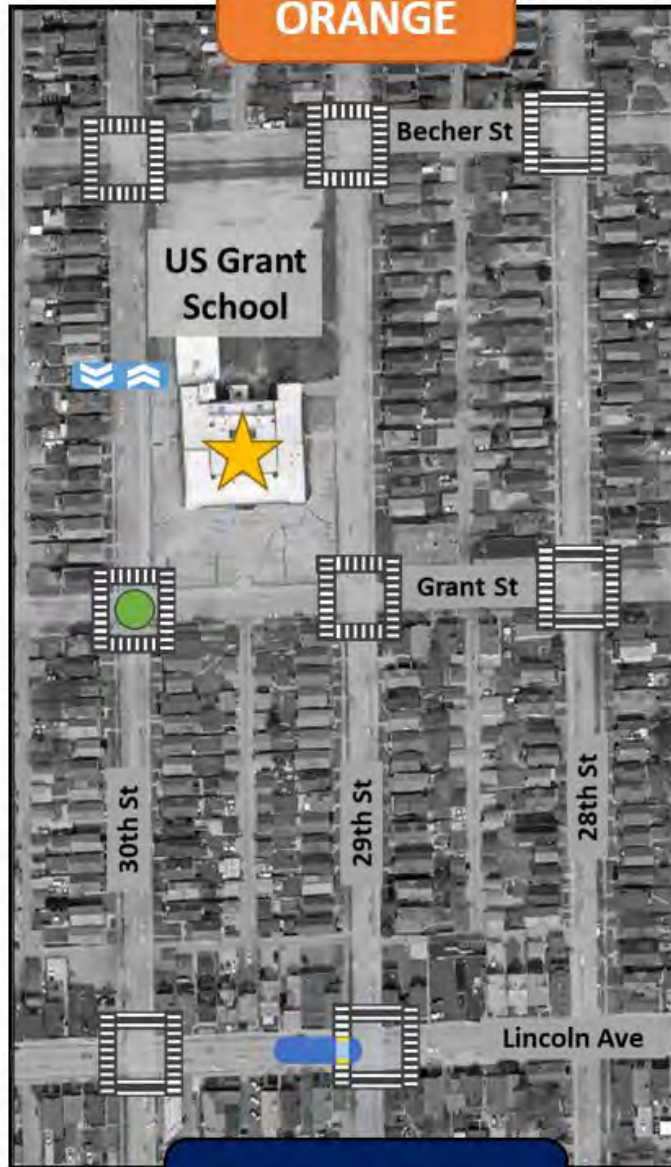 ORANGE
Becher St
US Grant
School
Grant St
30th St
29th St
28th St
Lincoln Ave